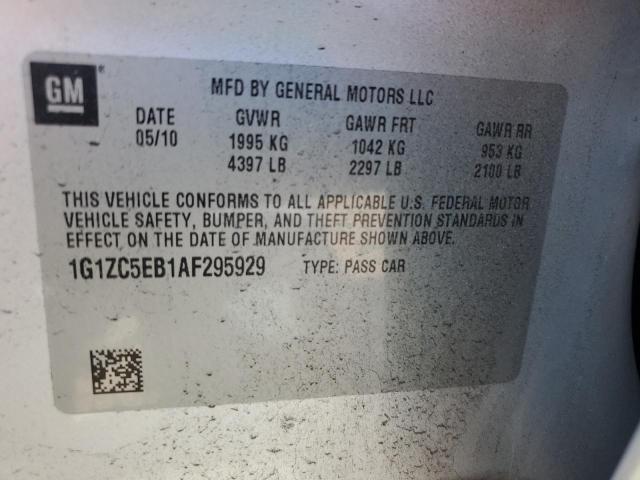 GM ® MFD BY GENERAL MOTORS LLC
DATE GVWR GAWR FRT GAWR RR
05/10 1995 KG 1042 KG 953 KG
4397 LB 2297 LB 2100 LB
THIS VEHICLE CONFORMS TO ALL APPLICABLE U.S. FEDERAL MOTOR
VEHICLE SAFETY, BUMPER, AND THEFT PREVENTION STANDARDS IN
EFFECT ON THE DATE OF MANUFACTURE SHOWN ABOVE.
1G1ZC5EB1AF295929 TYPE: PASS CAR